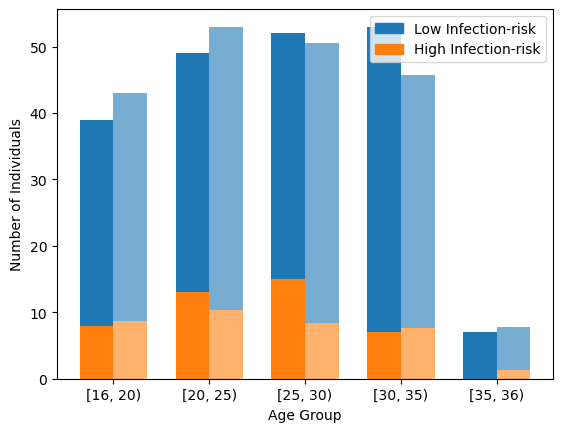 Low Infection-risk
High Infection-risk
Number of Individuals
50
40
30
20
10
0
[16, 20) [20, 25) [25, 30) [30, 35) [35, 36)
Age Group